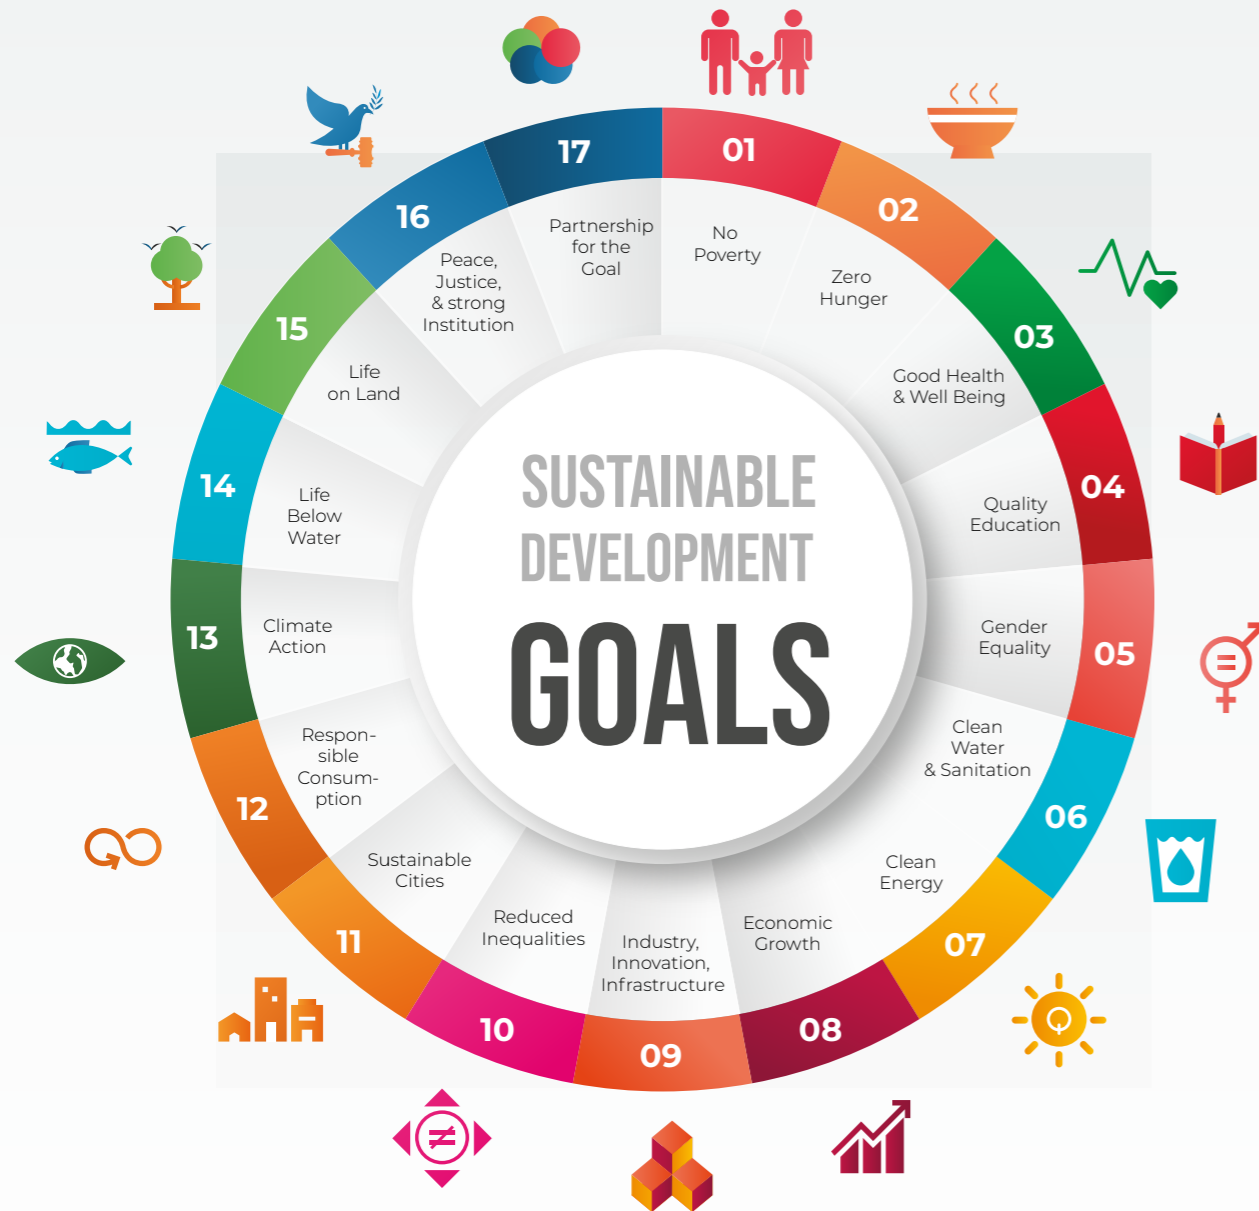 SUSTAINABLE
DEVELOPMENT
GOALS
01
No
Poverty
02
Zero
Hunger
03
Good Health
& Well Being
04
Quality
Education
05
Gender
Equality
06
Clean
Water
& Sanitation
07
Clean
Energy
08
Economic
Growth
09
Industry,
Innovation,
Infrastructure
10
Reduced
Inequalities
11
Sustainable
Cities
12
Respon-
sible
Consum-
ption
13
Climate
Action
14
Life
Below
Water
15
Life
on Land
16
Peace,
Justice,
& strong
Institution
17
Partnership
for the
Goal